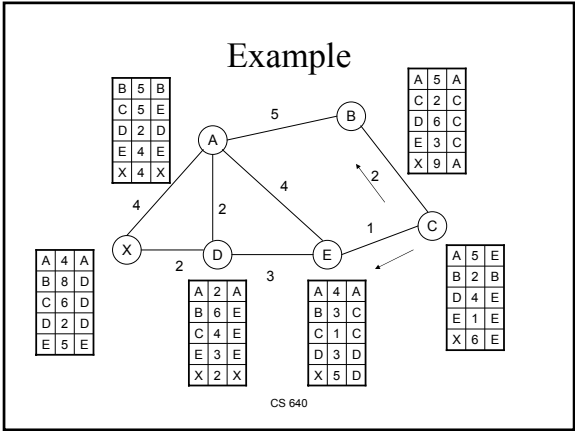 Example
B 5 B
C 5 E
D 2 D
E 4 E
X 4 X
A 5 A
C 2 C
D 6 C
E 3 C
X 9 A
5
B
A
4
2
4
2
1
C
X
D
E
2
3
A 4 A
B 8 D
C 6 D
D 2 D
E 5 E
A 2 A
B 6 E
C 4 E
E 3 E
X 2 X
A 4 A
B 3 C
C 1 C
D 3 D
X 5 D
A 5 E
B 2 B
D 4 E
E 1 E
X 6 E
CS 640